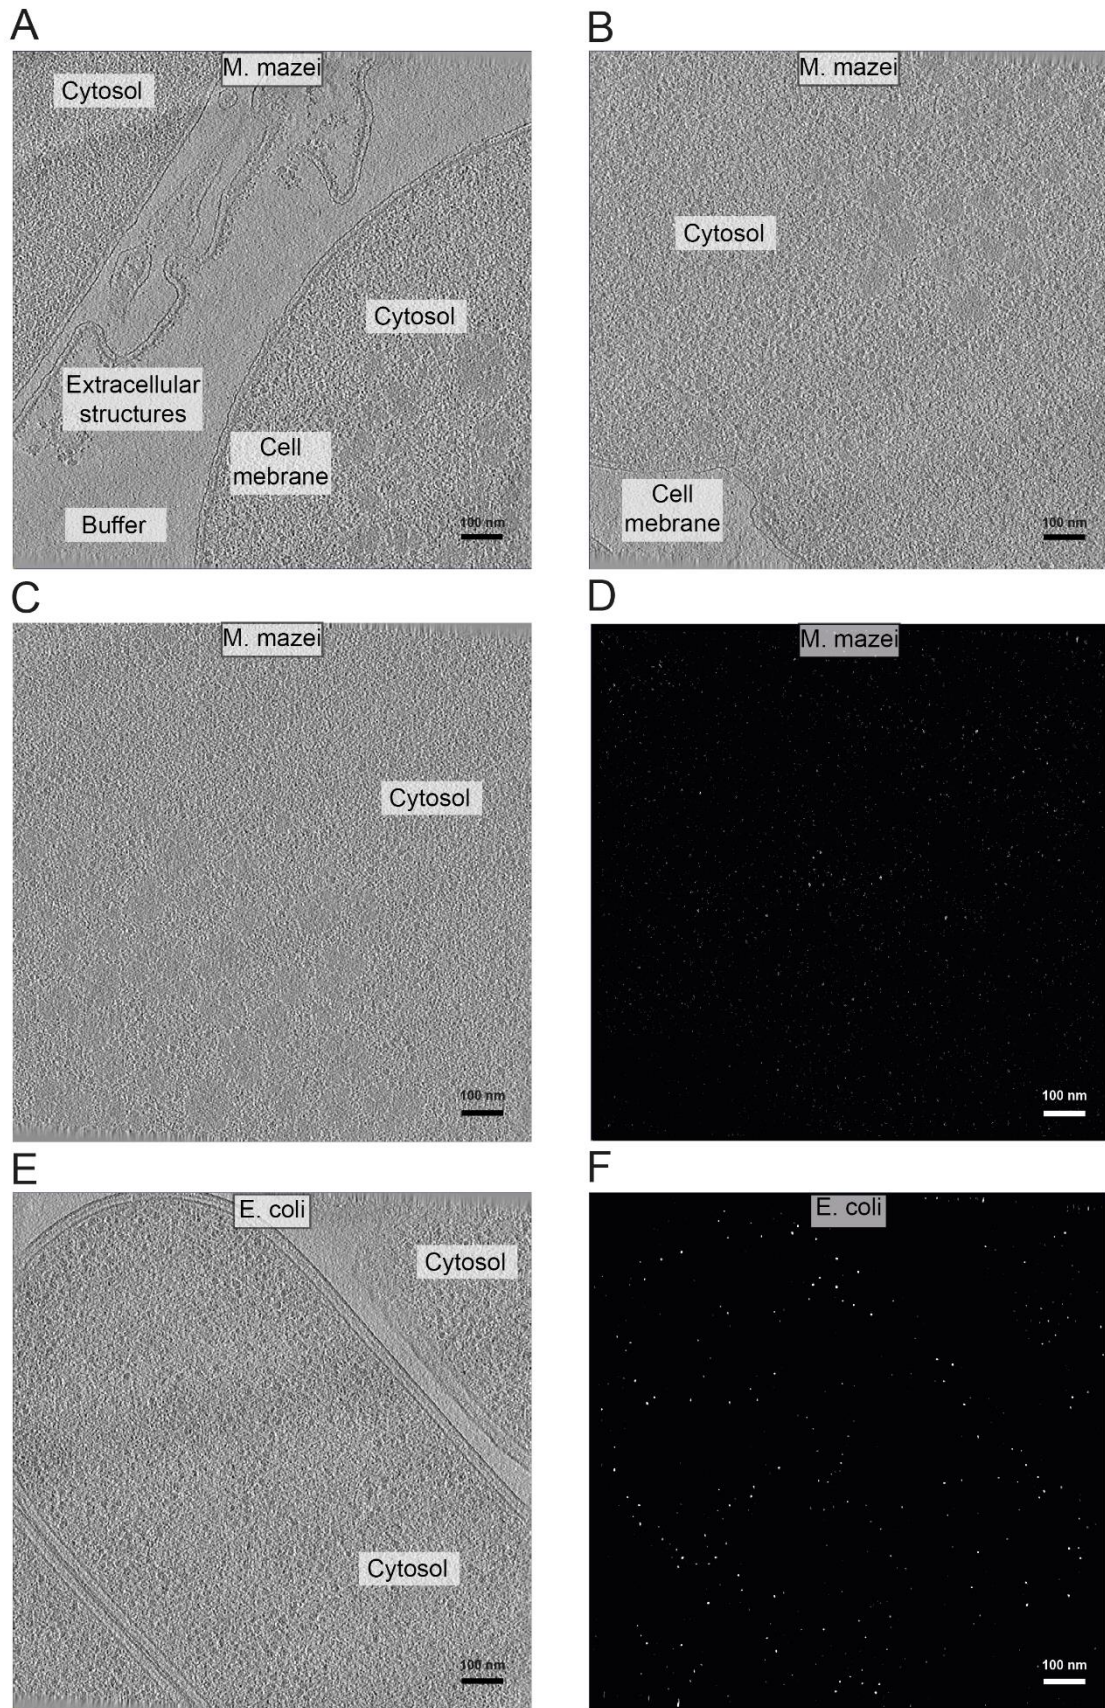 A
M. mazei
Cytosol
Cytosol
Extracellular
structures
Cell
mebrane
Buffer
100 nm
B
M. mazei
Cytosol
Cell
mebrane
100 nm
C
M. mazei
Cytosol
100 nm
D
M. mazei
100 nm
E
E. coli
Cytosol
Cytosol
100 nm
F
E. coli
100 nm